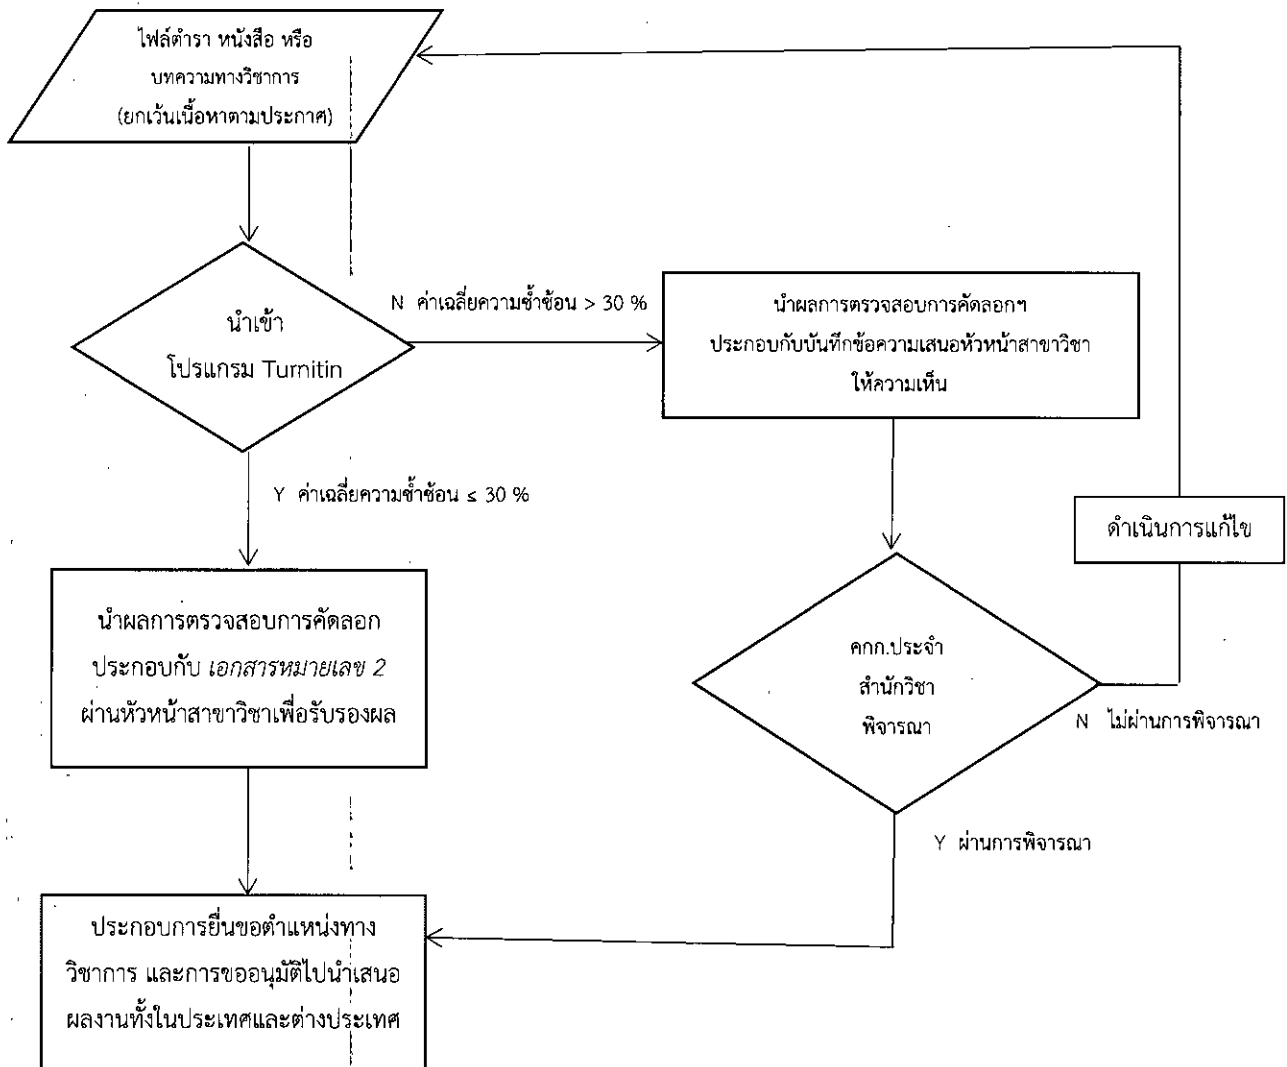 ไฟล์ตำรา หนังสือ หรือ
บทความทางวิชาการ
(ยกเว้นเนื้อหาตามประกาศ)
นำเข้า
โปรแกรม Turnitin
N ค่าเฉลี่ยความซ้ำซ้อน > 30 %
นำผลการตรวจสอบการคัดลอกฯ
ประกอบกับบันทึกข้อความเสนอหัวหน้าสาขาวิชา
ให้ความเห็น
Y ค่าเฉลี่ยความซ้ำซ้อน ≤ 30 %
ดำเนินการแก้ไข
นำผลการตรวจสอบการคัดลอก
ประกอบกับ เอกสารหมายเลข 2
ผ่านหัวหน้าสาขาวิชาเพื่อรับรองผล
คกก.ประจำ
สำนักวิชา
พิจารณา
N ไม่ผ่านการพิจารณา
Y ผ่านการพิจารณา
ประกอบการยื่นขอตำแหน่งทาง
วิชาการ และการขออนุมัติไปนำเสนอ
ผลงานทั้งในประเทศและต่างประเทศ